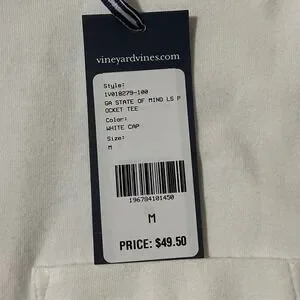 vineyardvines.com
Style:
1V018279-100
GA STATE OF MIND LS P
OCKET TEE
Color:
WHITE CAP
Size:
M
196784101450
M
PRICE: $49.50